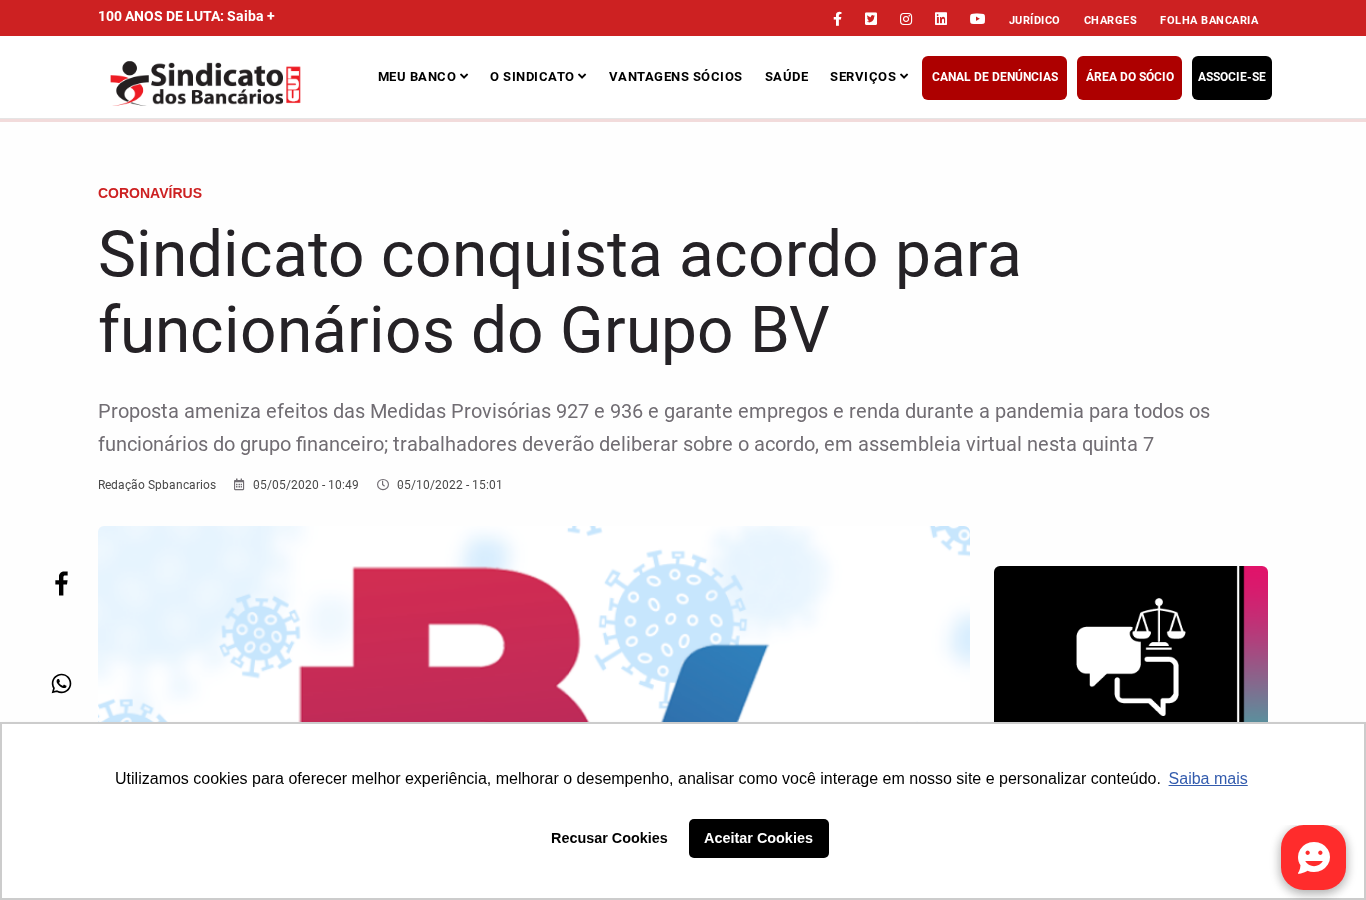 100 ANOS DE LUTA: Saiba +
JURÍDICO CHARGES FOLHA BANCARIA
Sindicato
dos Bancários
CUT
MEU BANCO O SINDICATO VANTAGENS SÓCIOS SAÚDE SERVIÇOS CANAL DE DENÚNCIAS ÁREA DO SÓCIO ASSOCIE-SE
CORONAVÍRUS
Sindicato conquista acordo para
funcionários do Grupo BV
Proposta ameniza efeitos das Medidas Provisórias 927 e 936 e garante empregos e renda durante a pandemia para todos os
funcionários do grupo financeiro; trabalhadores deverão deliberar sobre o acordo, em assembleia virtual nesta quinta 7
Redação Spbancarios 05/05/2020 - 10:49 05/10/2022 - 15:01
BV
Utilizamos cookies para oferecer melhor experiência, melhorar o desempenho, analisar como você interage em nosso site e personalizar conteúdo. Saiba mais
Recusar Cookies Aceitar Cookies